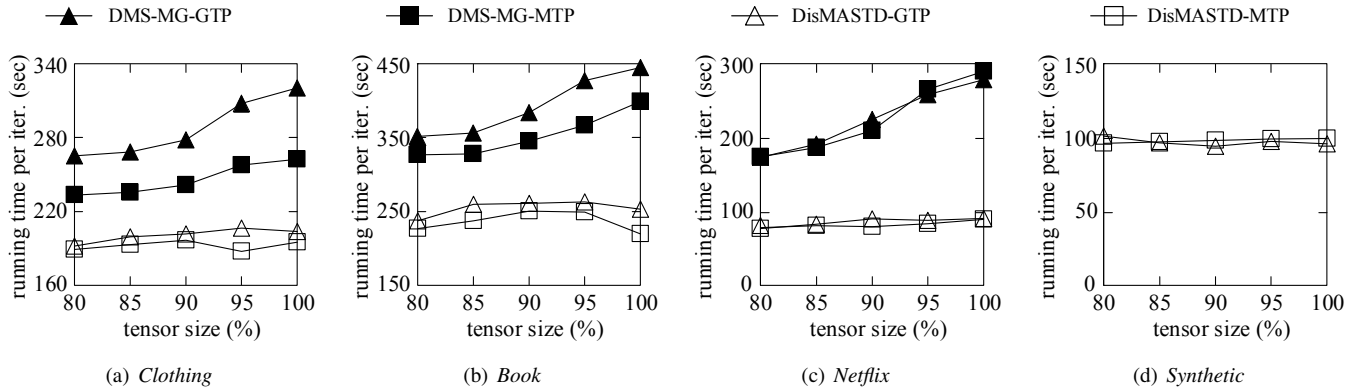 DMS-MG-GTP DMS-MG-MTP DisMASTD-GTP DisMASTD-MTP
running time per iter. (sec)
340
280
220
160
80 85 90 95 100
tensor size (%)
(a) Clothing
running time per iter. (sec)
450
350
250
150
80 85 90 95 100
tensor size (%)
(b) Book
running time per iter. (sec)
300
200
100
0
80 85 90 95 100
tensor size (%)
(c) Netflix
running time per iter. (sec)
150
100
50
0
80 85 90 95 100
tensor size (%)
(d) Synthetic